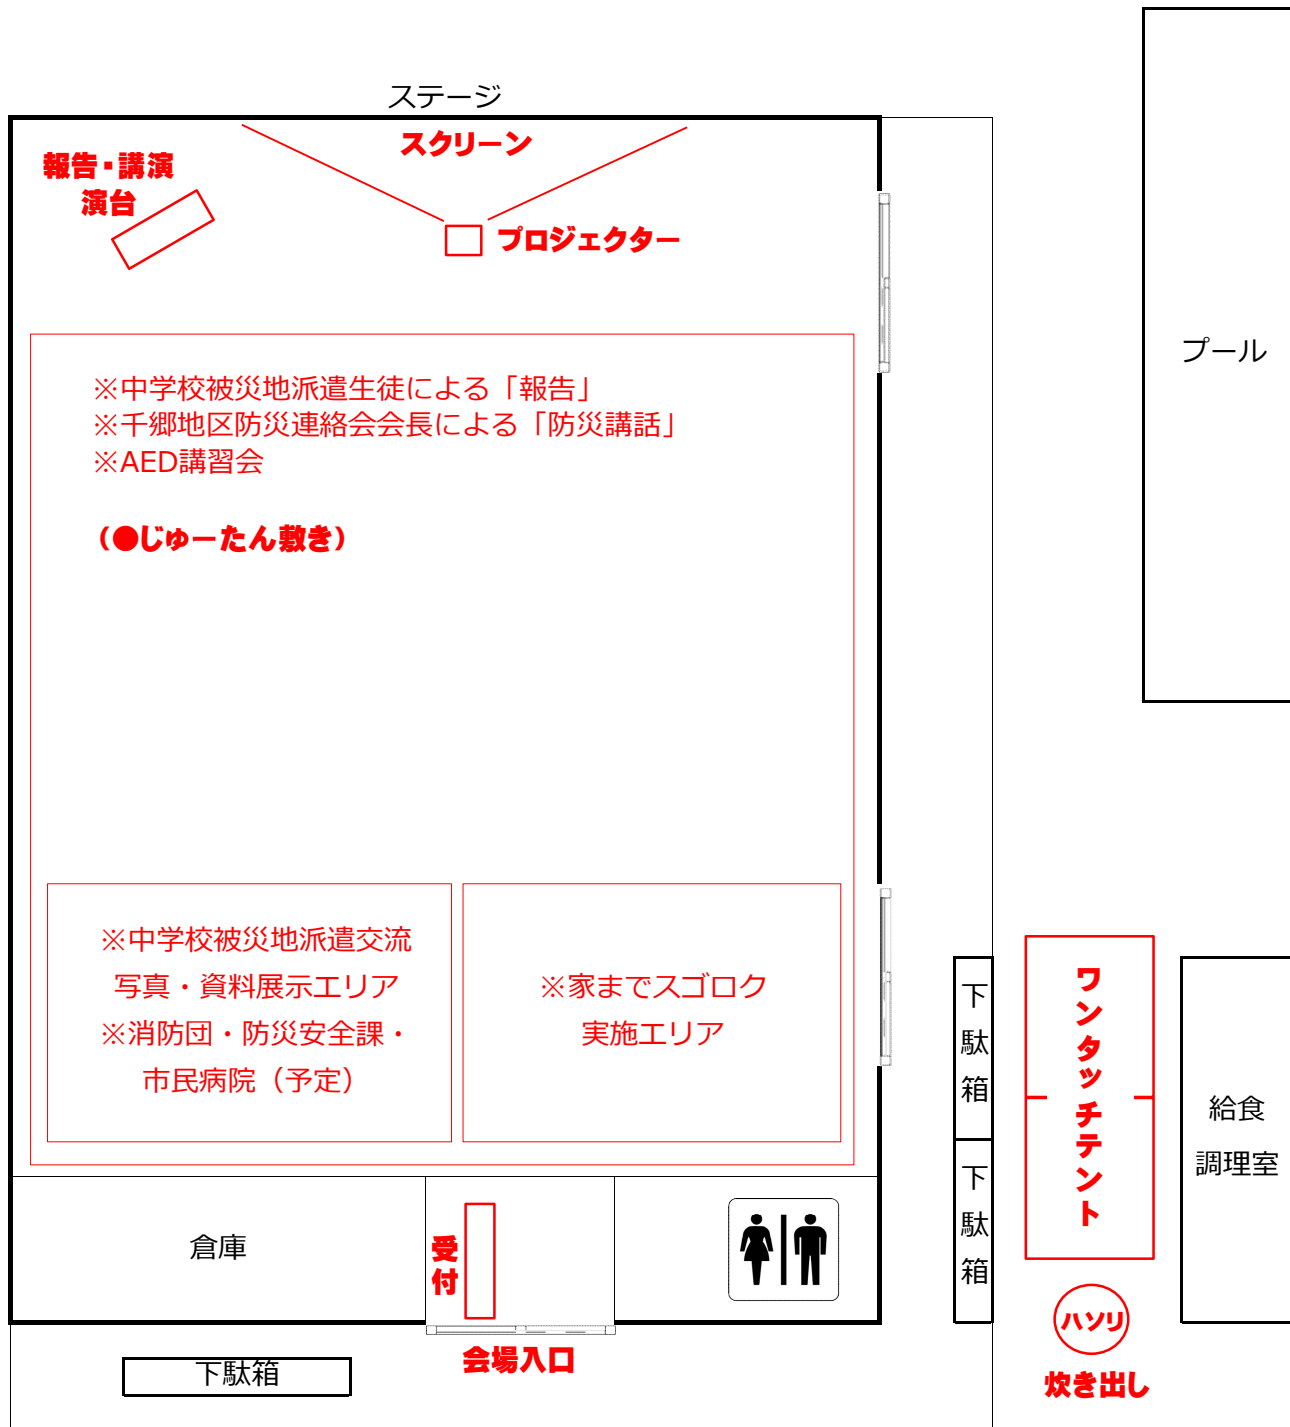 ステージ
スクリーン
報告・講演
演台
プロジェクター
プール
※中学校被災地派遣生徒による「報告」
※千郷地区防災連絡会会長による「防災講話」
※AED講習会
（●じゅーたん敷き）
※中学校被災地派遣交流
写真・資料展示エリア
※消防団・防災安全課・
市民病院（予定）
※家までスゴロク
実施エリア
下駄箱
下駄箱
ワンタッチテント
給食
調理室
倉庫
受付
ハソリ
炊き出し
会場入口
下駄箱